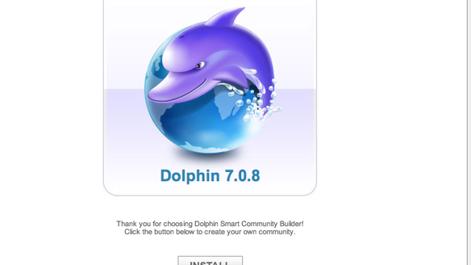 Dolphin 7.0.8
Thank you for choosing Dolphin Smart Community Builder!
Click the button below to create your own community.
INSTALL